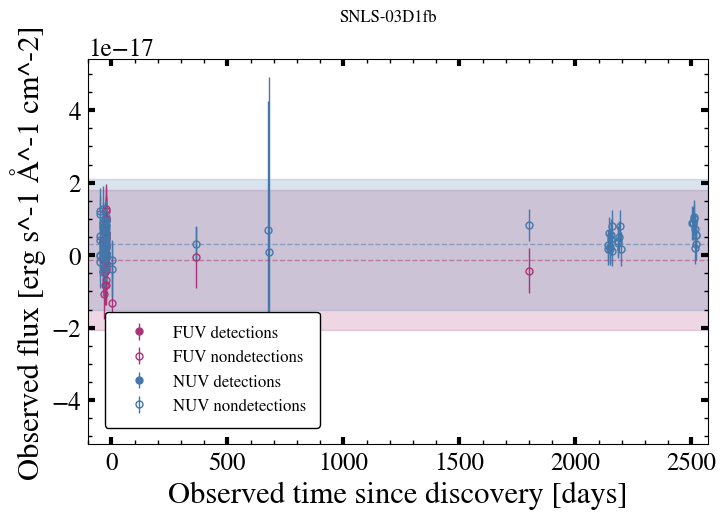 SNLS-03D1fb
1e−17
Observed flux [erg s^-1 Å^-1 cm^-2]
4
2
0
−2
−4
FUV detections
FUV nondetections
NUV detections
NUV nondetections
0 500 1000 1500 2000 2500
Observed time since discovery [days]